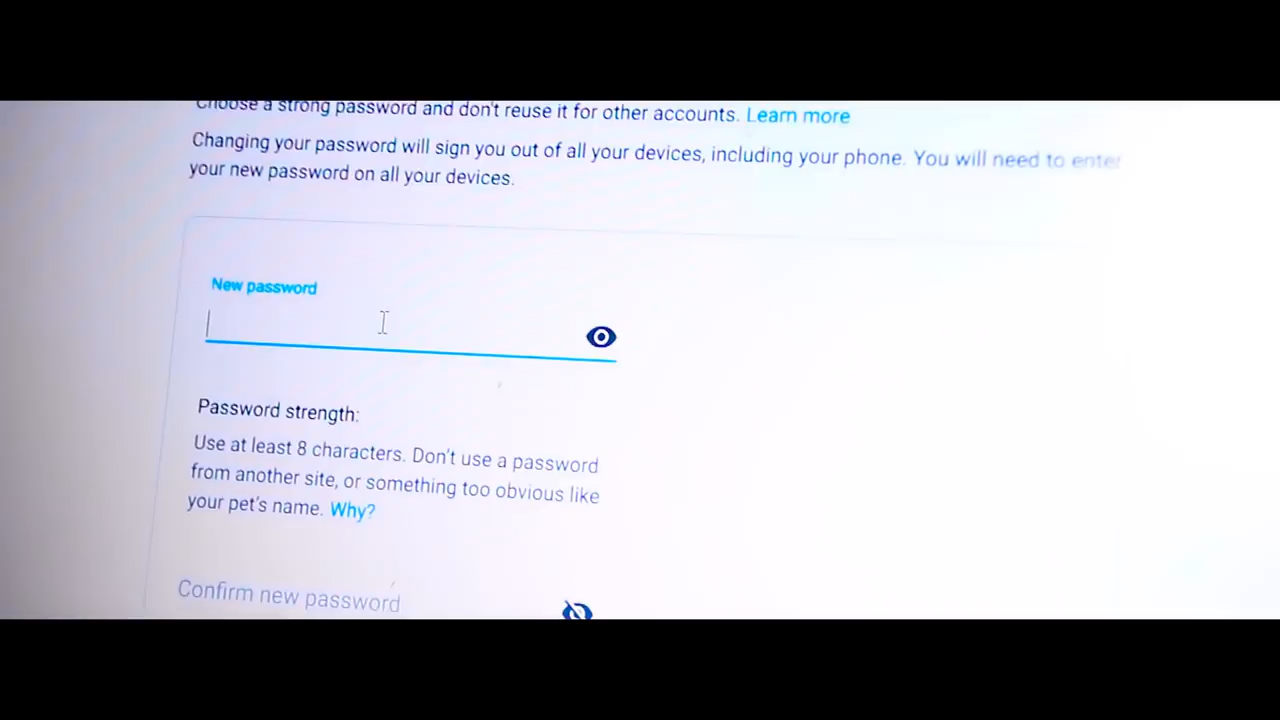 Choose a strong password and don't reuse it for other accounts. Learn more
Changing your password will sign you out of all your devices, including your phone. You will need to enter
your new password on all your devices.
New password
Password strength:
Use at least 8 characters. Don't use a password
from another site, or something too obvious like
your pet's name. Why?
Confirm new password